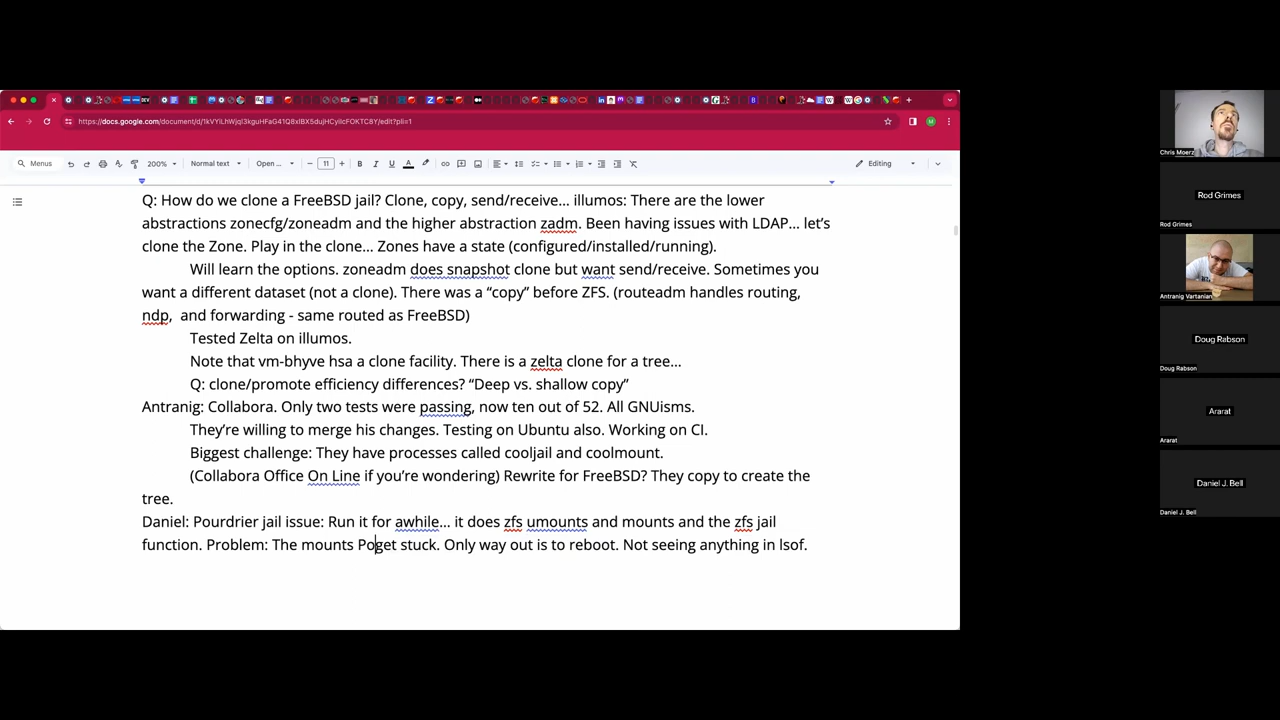 https://docs.google.com/document/d/1kVYiLhWjql3kguHFaG41Q8xIBX5dujHCyIicFOKTC8Y/edit?pli=1
Menus 200% Normal text Open ... 11 Editing
Q: How do we clone a FreeBSD jail? Clone, copy, send/receive… illumos: There are the lower
abstractions zonecfg/zoneadm and the higher abstraction zadm. Been having issues with LDAP… let’s
clone the Zone. Play in the clone… Zones have a state (configured/installed/running).
Will learn the options. zoneadm does snapshot clone but want send/receive. Sometimes you
want a different dataset (not a clone). There was a “copy” before ZFS. (routeadm handles routing,
ndp, and forwarding - same routed as FreeBSD)
Tested Zelta on illumos.
Note that vm-bhyve hsa a clone facility. There is a zelta clone for a tree…
Q: clone/promote efficiency differences? “Deep vs. shallow copy”
Antranig: Collabora. Only two tests were passing, now ten out of 52. All GNUisms.
They’re willing to merge his changes. Testing on Ubuntu also. Working on CI.
Biggest challenge: They have processes called cooljail and coolmount.
(Collabora Office On Line if you’re wondering) Rewrite for FreeBSD? They copy to create the
tree.
Daniel: Pourdrier jail issue: Run it for awhile… it does zfs umounts and mounts and the zfs jail
function. Problem: The mounts Poget stuck. Only way out is to reboot. Not seeing anything in lsof.
Chris Moerz
Rod Grimes
Rod Grimes
Antranig Vartanian
Doug Rabson
Doug Rabson
Ararat
Ararat
Daniel J. Bell
Daniel J. Bell